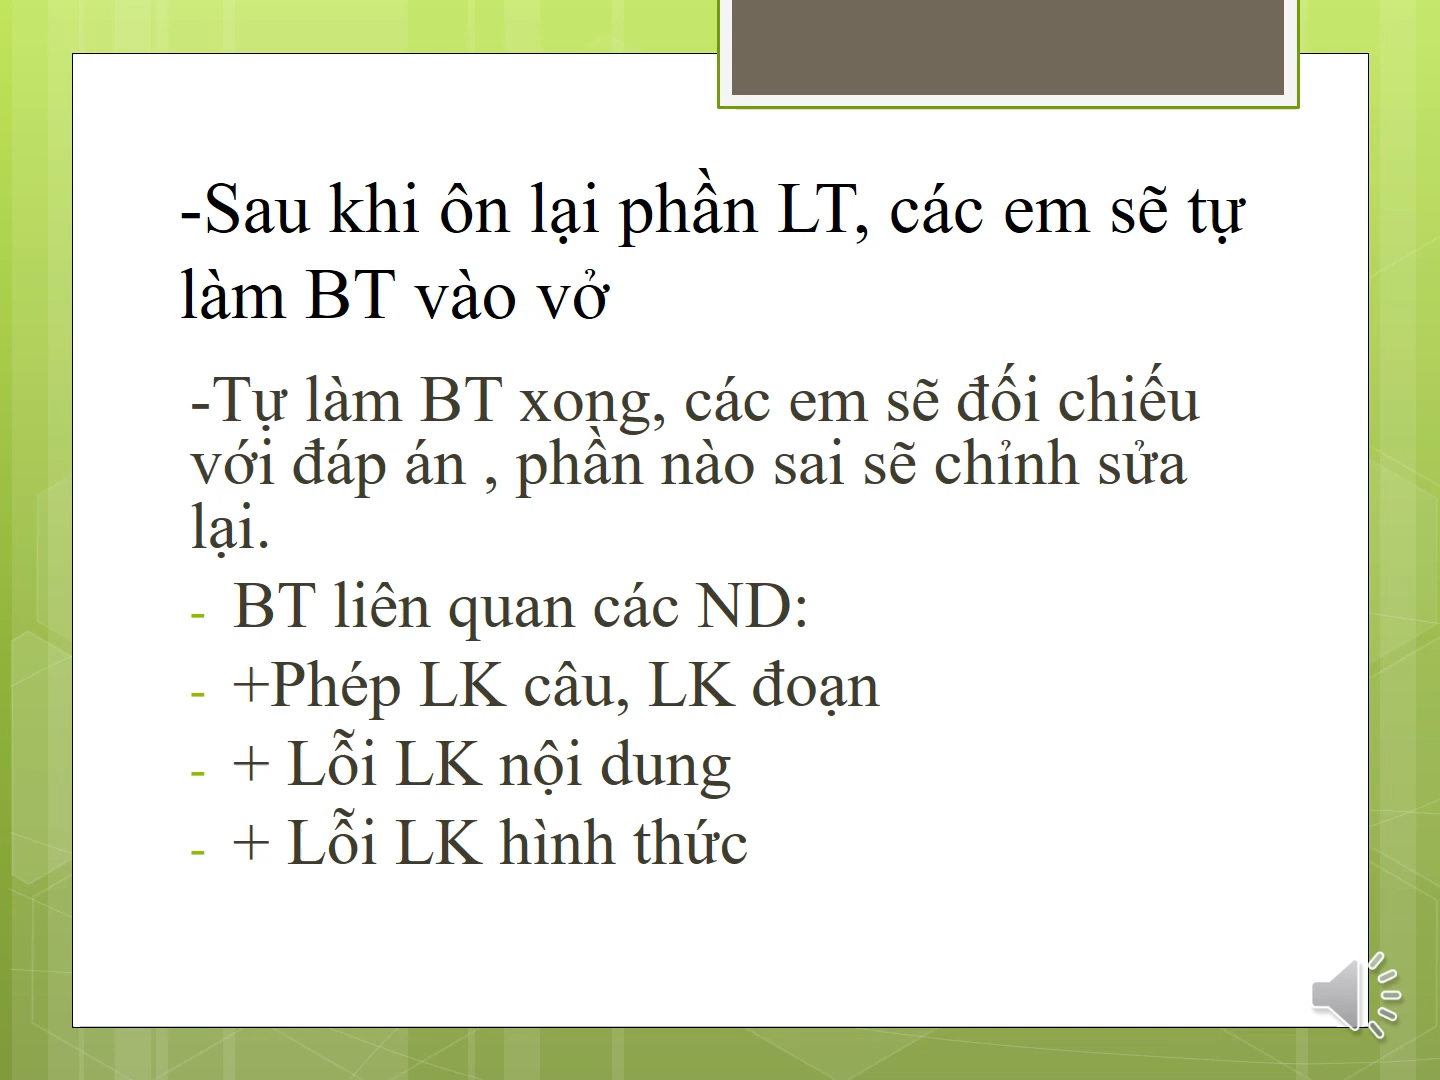 -Sau khi ôn lại phần LT, các em sẽ tự
làm BT vào vở
-Tự làm BT xong, các em sẽ đối chiếu
với đáp án , phần nào sai sẽ chỉnh sửa
lại.
- BT liên quan các ND:
- +Phép LK câu, LK đoạn
- + Lỗi LK nội dung
- + Lỗi LK hình thức